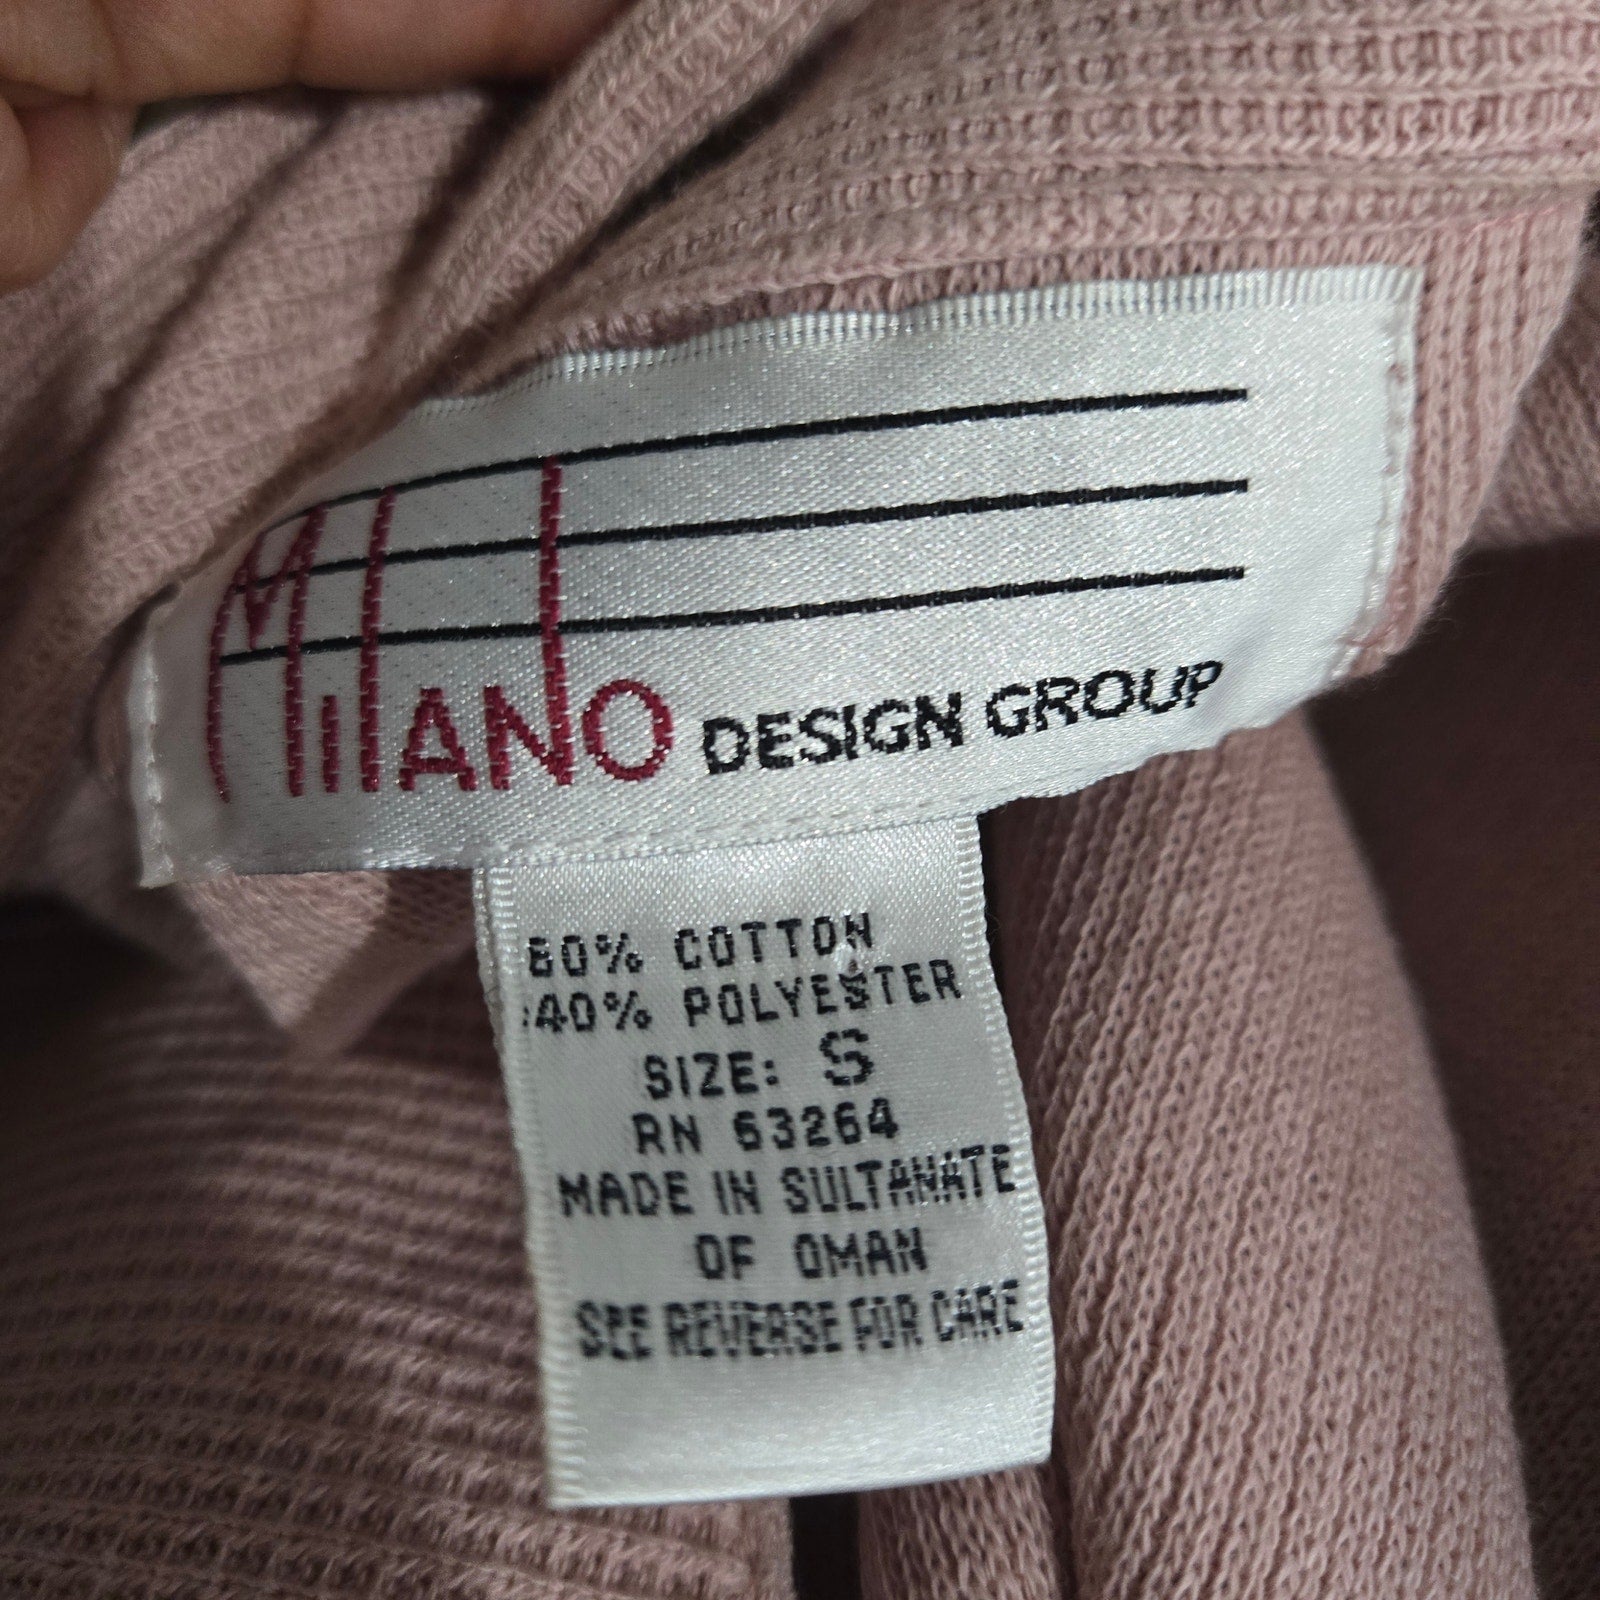 MilANO DESIGN GROUP
60% COTTON
40% POLYESTER
SIZE: S
RN 63264
MADE IN SULTANATE
OF OMAN
SEE REVERSE FOR CARE